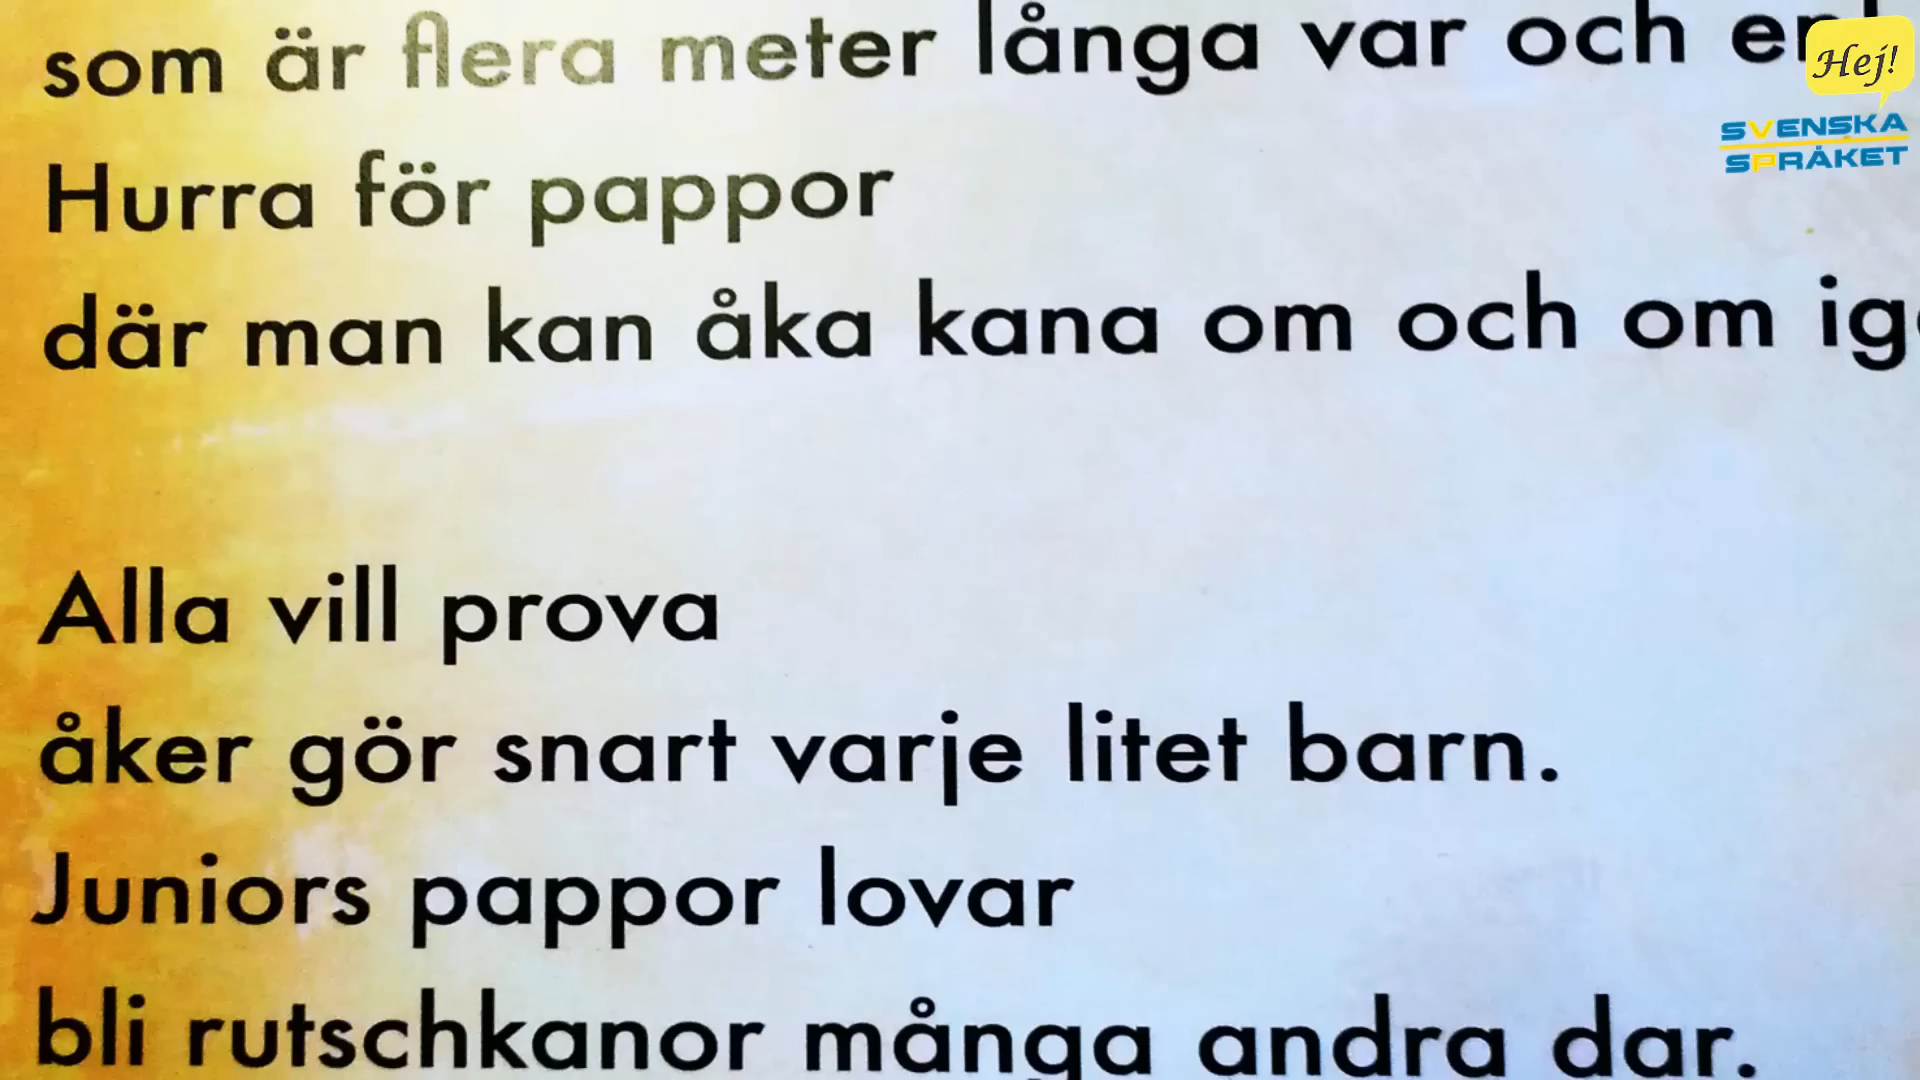 som är flera meter långa var och
Hurra för pappor
där man kan åka kana om och om
Alla vill prova
åker gör snart varje litet barn.
Juniors pappor lovar
bli rutschkanor många andra dar.
Hej!
SVENSKA
SPRÅKET